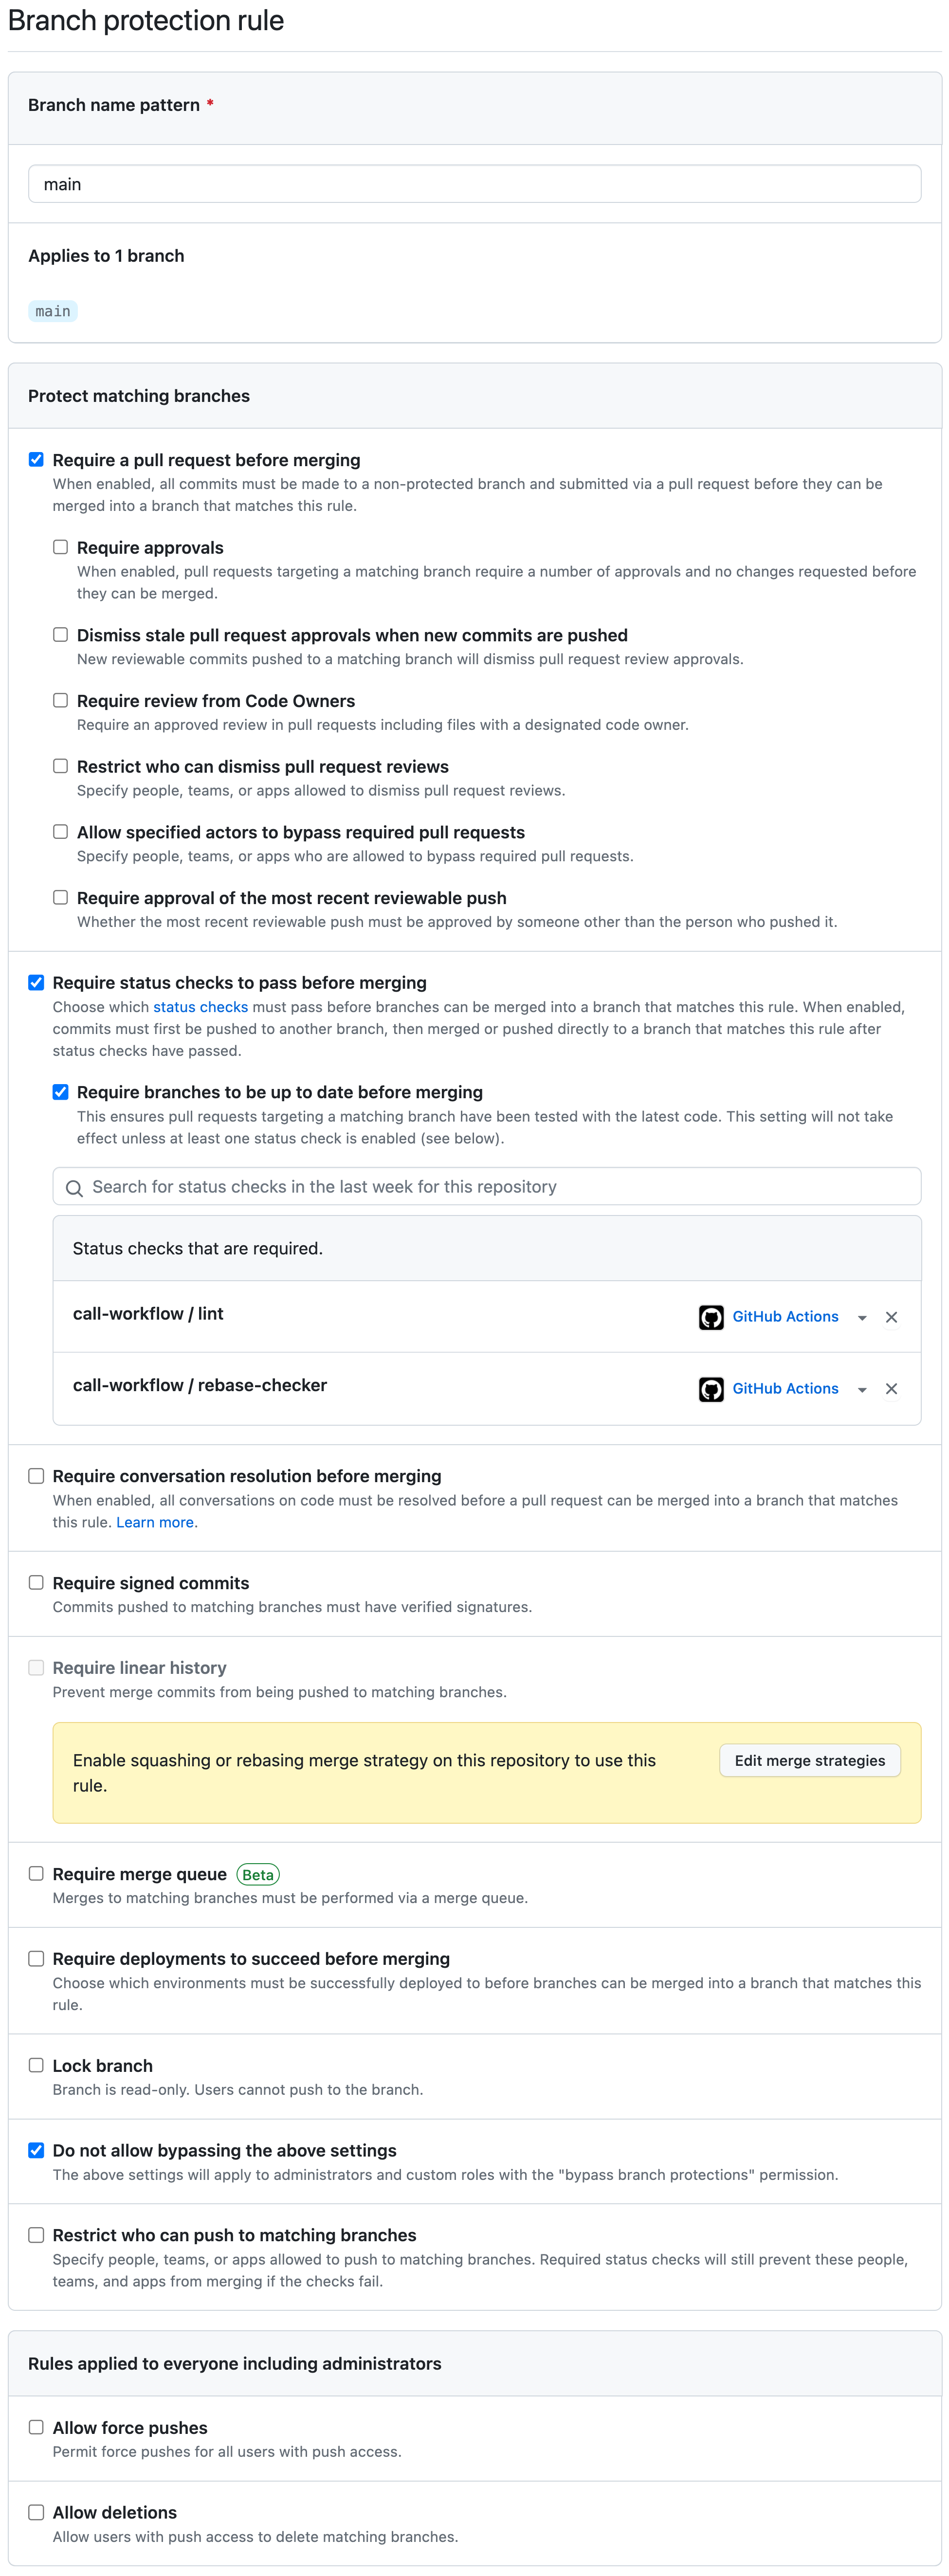 Branch protection rule
Branch name pattern *
main
Applies to 1 branch
main
Protect matching branches
Require a pull request before merging
When enabled, all commits must be made to a non-protected branch and submitted via a pull request before they can be
merged into a branch that matches this rule.
Require approvals
When enabled, pull requests targeting a matching branch require a number of approvals and no changes requested before
they can be merged.
Dismiss stale pull request approvals when new commits are pushed
New reviewable commits pushed to a matching branch will dismiss pull request review approvals.
Require review from Code Owners
Require an approved review in pull requests including files with a designated code owner.
Restrict who can dismiss pull request reviews
Specify people, teams, or apps allowed to dismiss pull request reviews.
Allow specified actors to bypass required pull requests
Specify people, teams, or apps who are allowed to bypass required pull requests.
Require approval of the most recent reviewable push
Whether the most recent reviewable push must be approved by someone other than the person who pushed it.
Require status checks to pass before merging
Choose which status checks must pass before branches can be merged into a branch that matches this rule. When enabled,
commits must first be pushed to another branch, then merged or pushed directly to a branch that matches this rule after
status checks have passed.
Require branches to be up to date before merging
This ensures pull requests targeting a matching branch have been tested with the latest code. This setting will not take
effect unless at least one status check is enabled (see below).
Search for status checks in the last week for this repository
Status checks that are required.
call-workflow / lint GitHub Actions
call-workflow / rebase-checker GitHub Actions
Require conversation resolution before merging
When enabled, all conversations on code must be resolved before a pull request can be merged into a branch that matches
this rule. Learn more.
Require signed commits
Commits pushed to matching branches must have verified signatures.
Require linear history
Prevent merge commits from being pushed to matching branches.
Enable squashing or rebasing merge strategy on this repository to use this
rule.
Edit merge strategies
Require merge queue Beta
Merges to matching branches must be performed via a merge queue.
Require deployments to succeed before merging
Choose which environments must be successfully deployed to before branches can be merged into a branch that matches this
rule.
Lock branch
Branch is read-only. Users cannot push to the branch.
Do not allow bypassing the above settings
The above settings will apply to administrators and custom roles with the "bypass branch protections" permission.
Restrict who can push to matching branches
Specify people, teams, or apps allowed to push to matching branches. Required status checks will still prevent these people,
teams, and apps from merging if the checks fail.
Rules applied to everyone including administrators
Allow force pushes
Permit force pushes for all users with push access.
Allow deletions
Allow users with push access to delete matching branches.